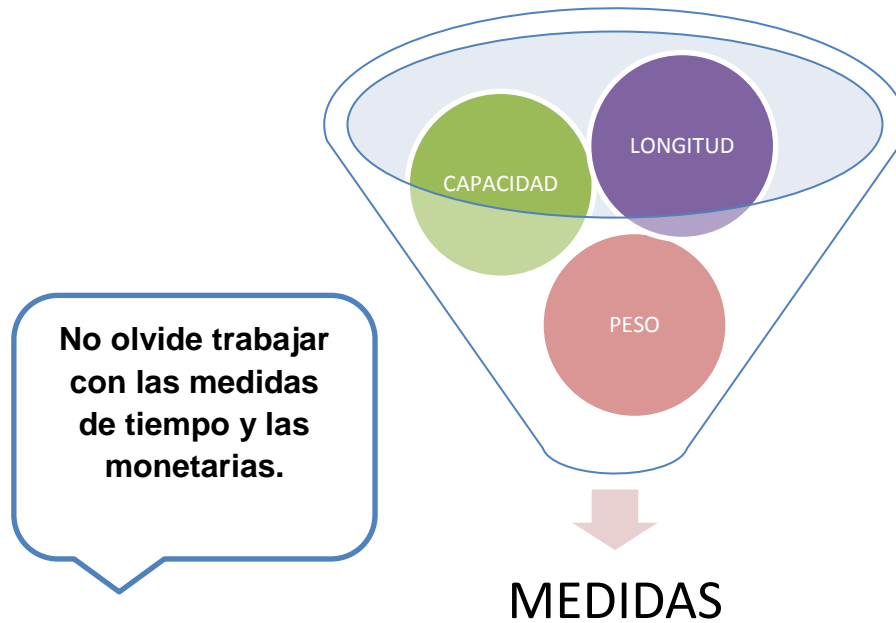 LONGITUD
CAPACIDAD
PESO
No olvide trabajar
con las medidas
de tiempo y las
monetarias.
MEDIDAS